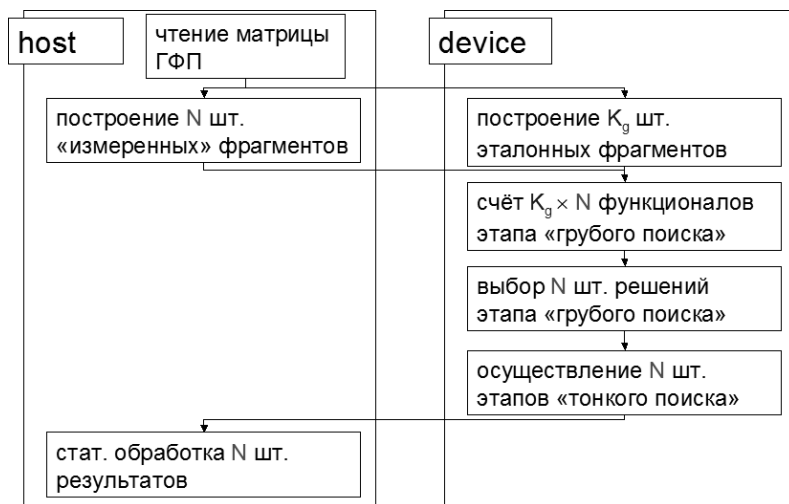 host
чтение матрицы
ГФП
device
построение N шт.
«измеренных» фрагментов
построение Kg шт.
эталонных фрагментов
счёт Kg × N функционалов
этапа «грубого поиска»
выбор N шт. решений
этапа «грубого поиска»
осуществление N шт.
этапов «тонкого поиска»
стат. обработка N шт.
результатов